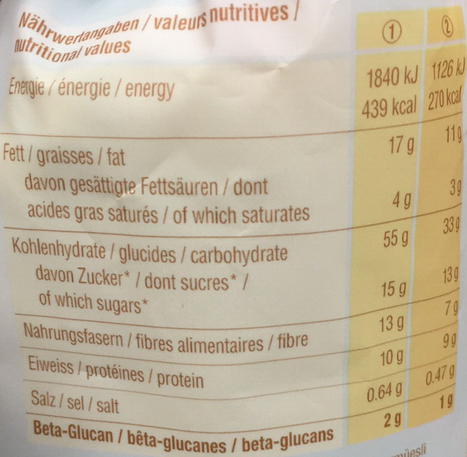 Nährwertangaben / valeurs nutritives /
nutritional values
① ②
Energie / énergie / energy 1840 kJ 1126 kJ
439 kcal 270 kcal
Fett / graisses / fat 17 g 11 g
davon gesättigte Fettsäuren / dont
acides gras saturés / of which saturates 4 g 3 g
Kohlenhydrate / glucides / carbohydrate 55 g 33 g
davon Zucker* / dont sucres* /
of which sugars* 15 g 13 g
Nahrungsfasern / fibres alimentaires / fibre 13 g 7 g
Eiweiss / protéines / protein 10 g 9 g
Salz / sel / salt 0.64 g 0.47 g
Beta-Glucan / bêta-glucanes / beta-glucans 2 g 1 g